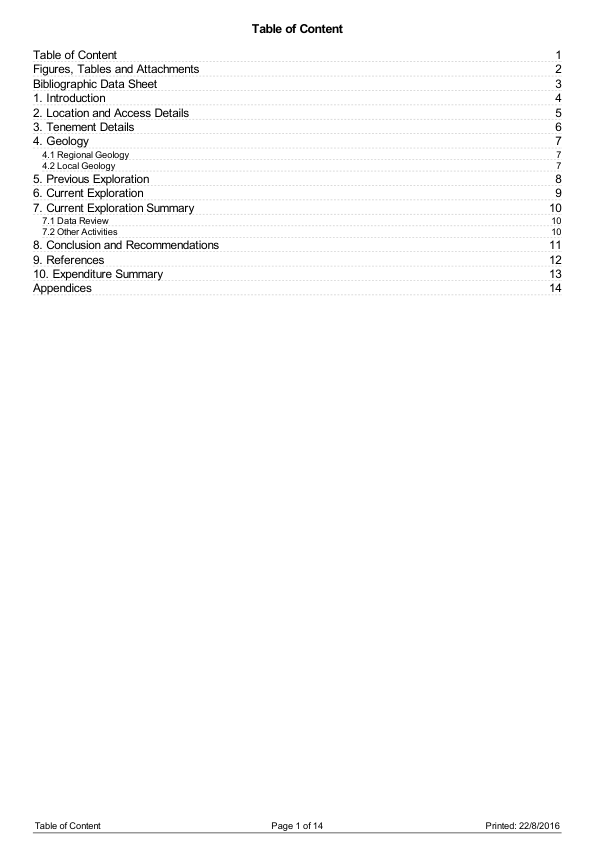 Table of Content
Table of Content 1
Figures, Tables and Attachments 2
Bibliographic Data Sheet 3
1. Introduction 4
2. Location and Access Details 5
3. Tenement Details 6
4. Geology 7
4.1 Regional Geology 7
4.2 Local Geology 7
5. Previous Exploration 8
6. Current Exploration 9
7. Current Exploration Summary 10
7.1 Data Review 10
7.2 Other Activities 10
8. Conclusion and Recommendations 11
9. References 12
10. Expenditure Summary 13
Appendices 14
Table of Content Page 1 of 14 Printed: 22/8/2016